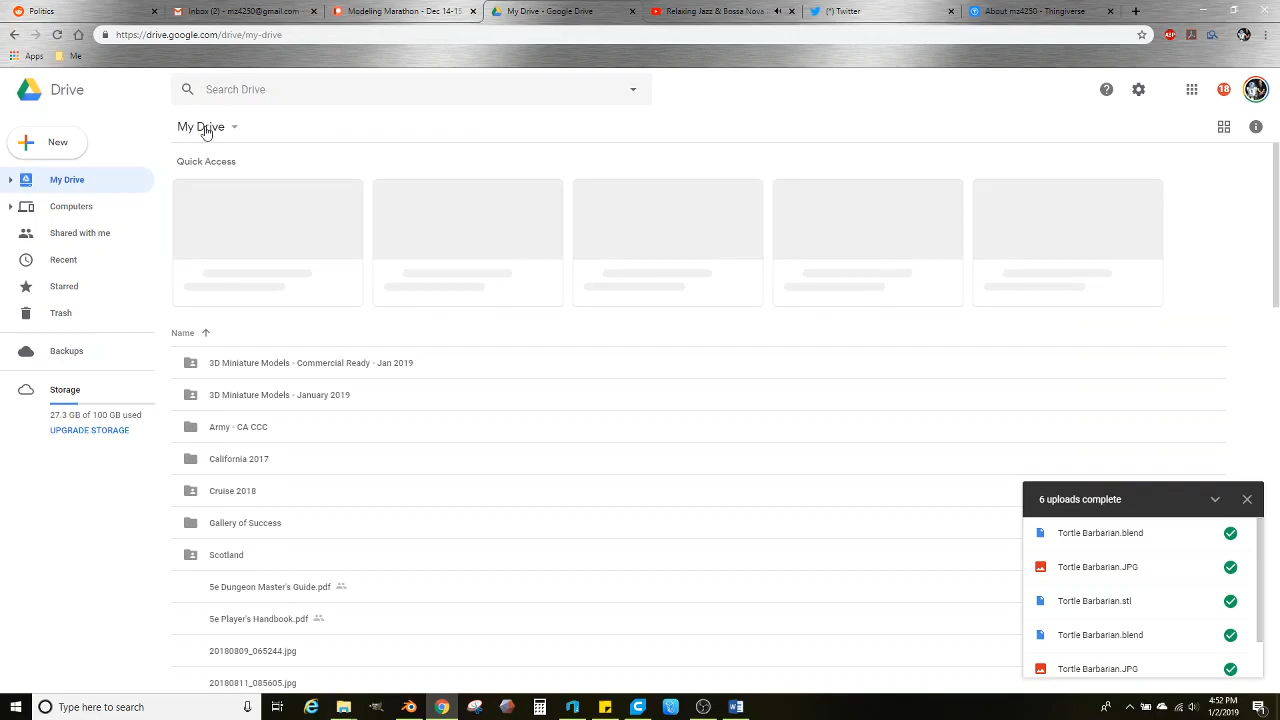 Politics
Inbox (2) - mz4250@gmail.com
Modeling Marathon - Dec 14-15
My Drive - Google Drive
Relaxing Jazz & Bossa Nova
(*) Twitter
About mz4250 - Thingiverse
https://drive.google.com/drive/my-drive
Apps
Me
Drive
Search Drive
18
New
My Drive
Quick Access
My Drive
Computers
Shared with me
Recent
Starred
Trash
Backups
Storage
27.3 GB of 100 GB used
UPGRADE STORAGE
Name
3D Miniature Models - Commercial Ready - Jan 2019
3D Miniature Models - January 2019
Army - CA CCC
California 2017
Cruise 2018
Gallery of Success
Scotland
5e Dungeon Master's Guide.pdf
5e Player's Handbook.pdf
20180809_065244.jpg
20180811_085605.jpg
6 uploads complete
Tortle Barbarian.blend
Tortle Barbarian.JPG
Tortle Barbarian.stl
Tortle Barbarian.blend
Tortle Barbarian.JPG
Type here to search
4:52 PM
1/2/2019